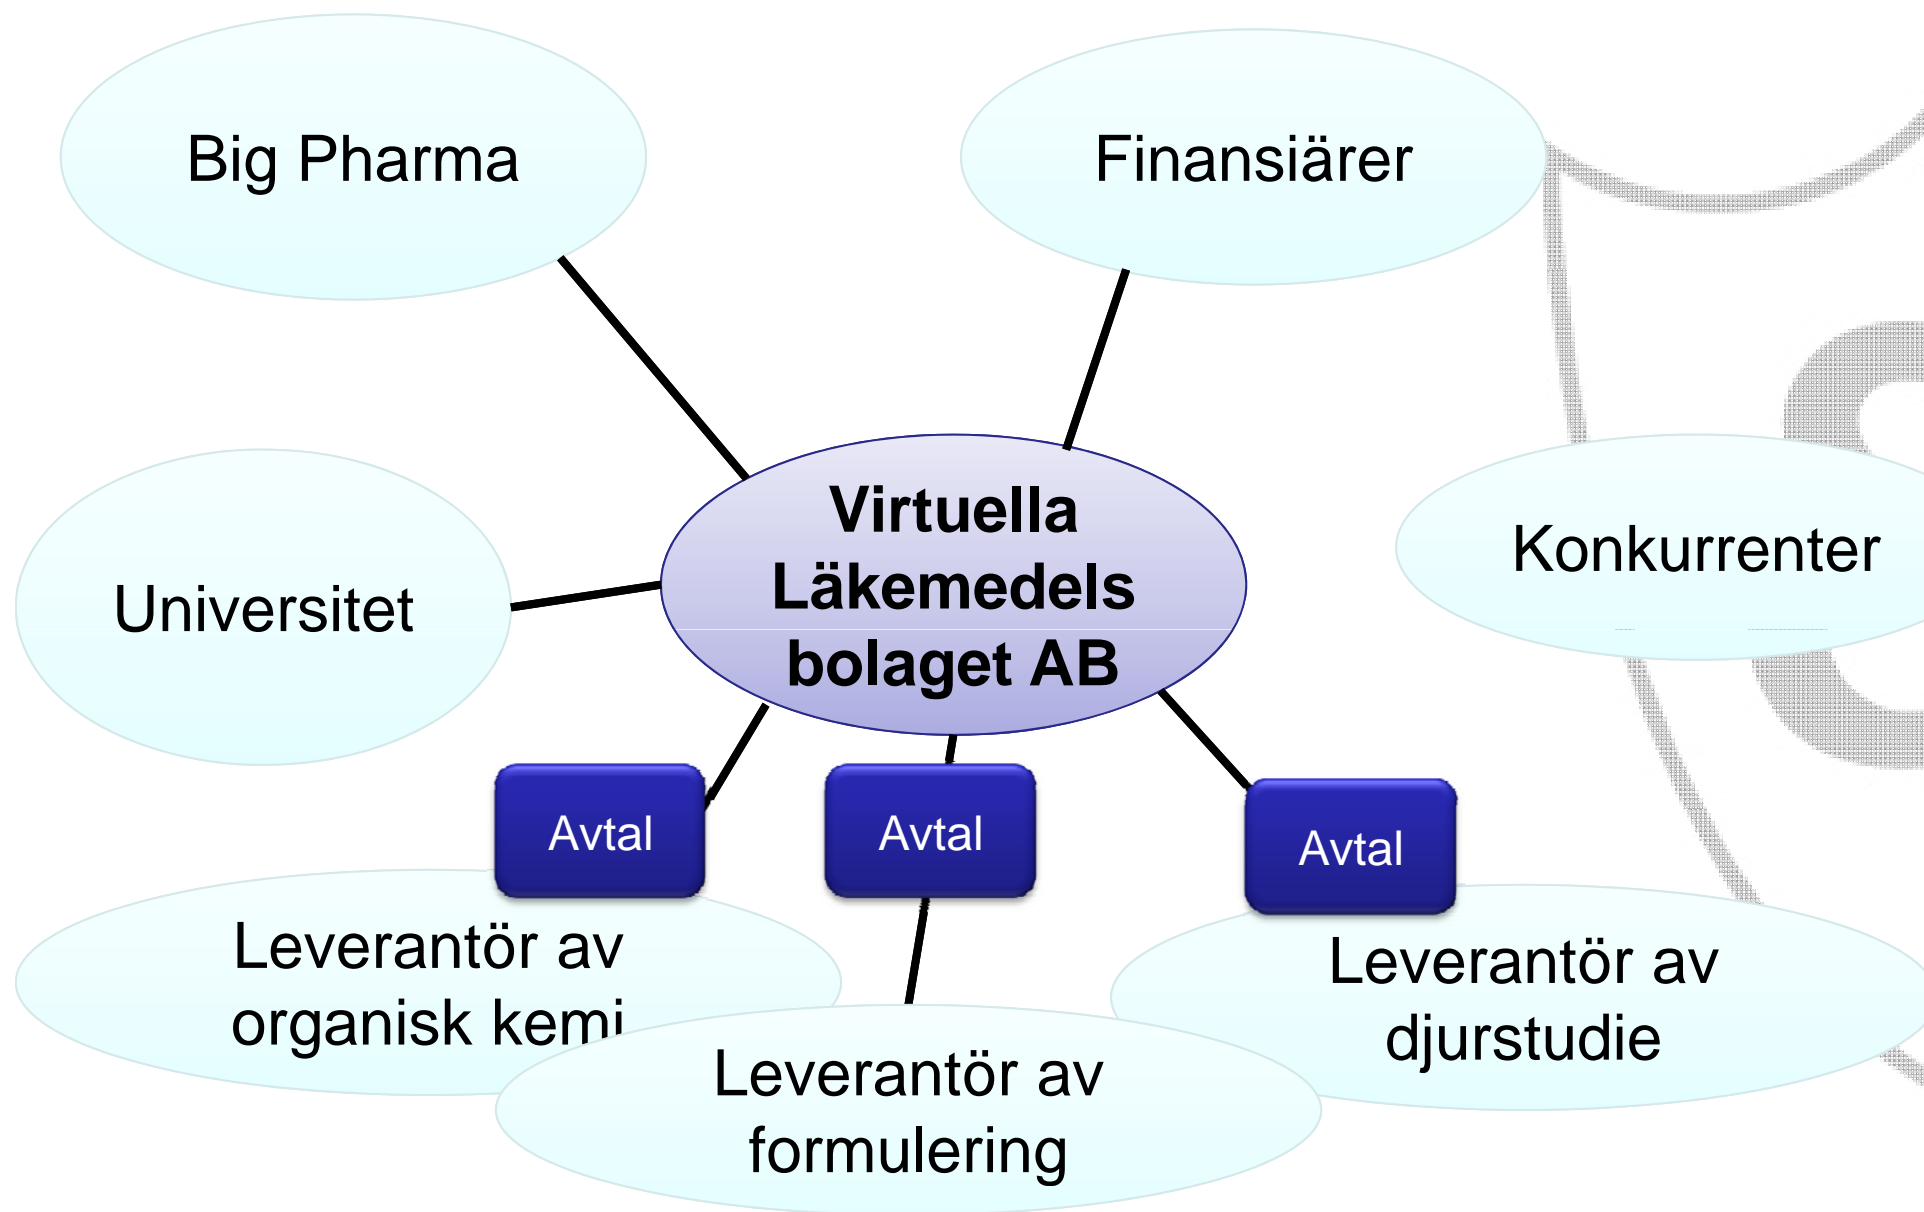 Big Pharma
Finansiärer
Virtuella
Läkemedels
bolaget AB
Konkurrenter
Universitet
Avtal
Avtal
Avtal
Leverantör av
organisk kemi
Leverantör av
formulering
Leverantör av
djurstudie